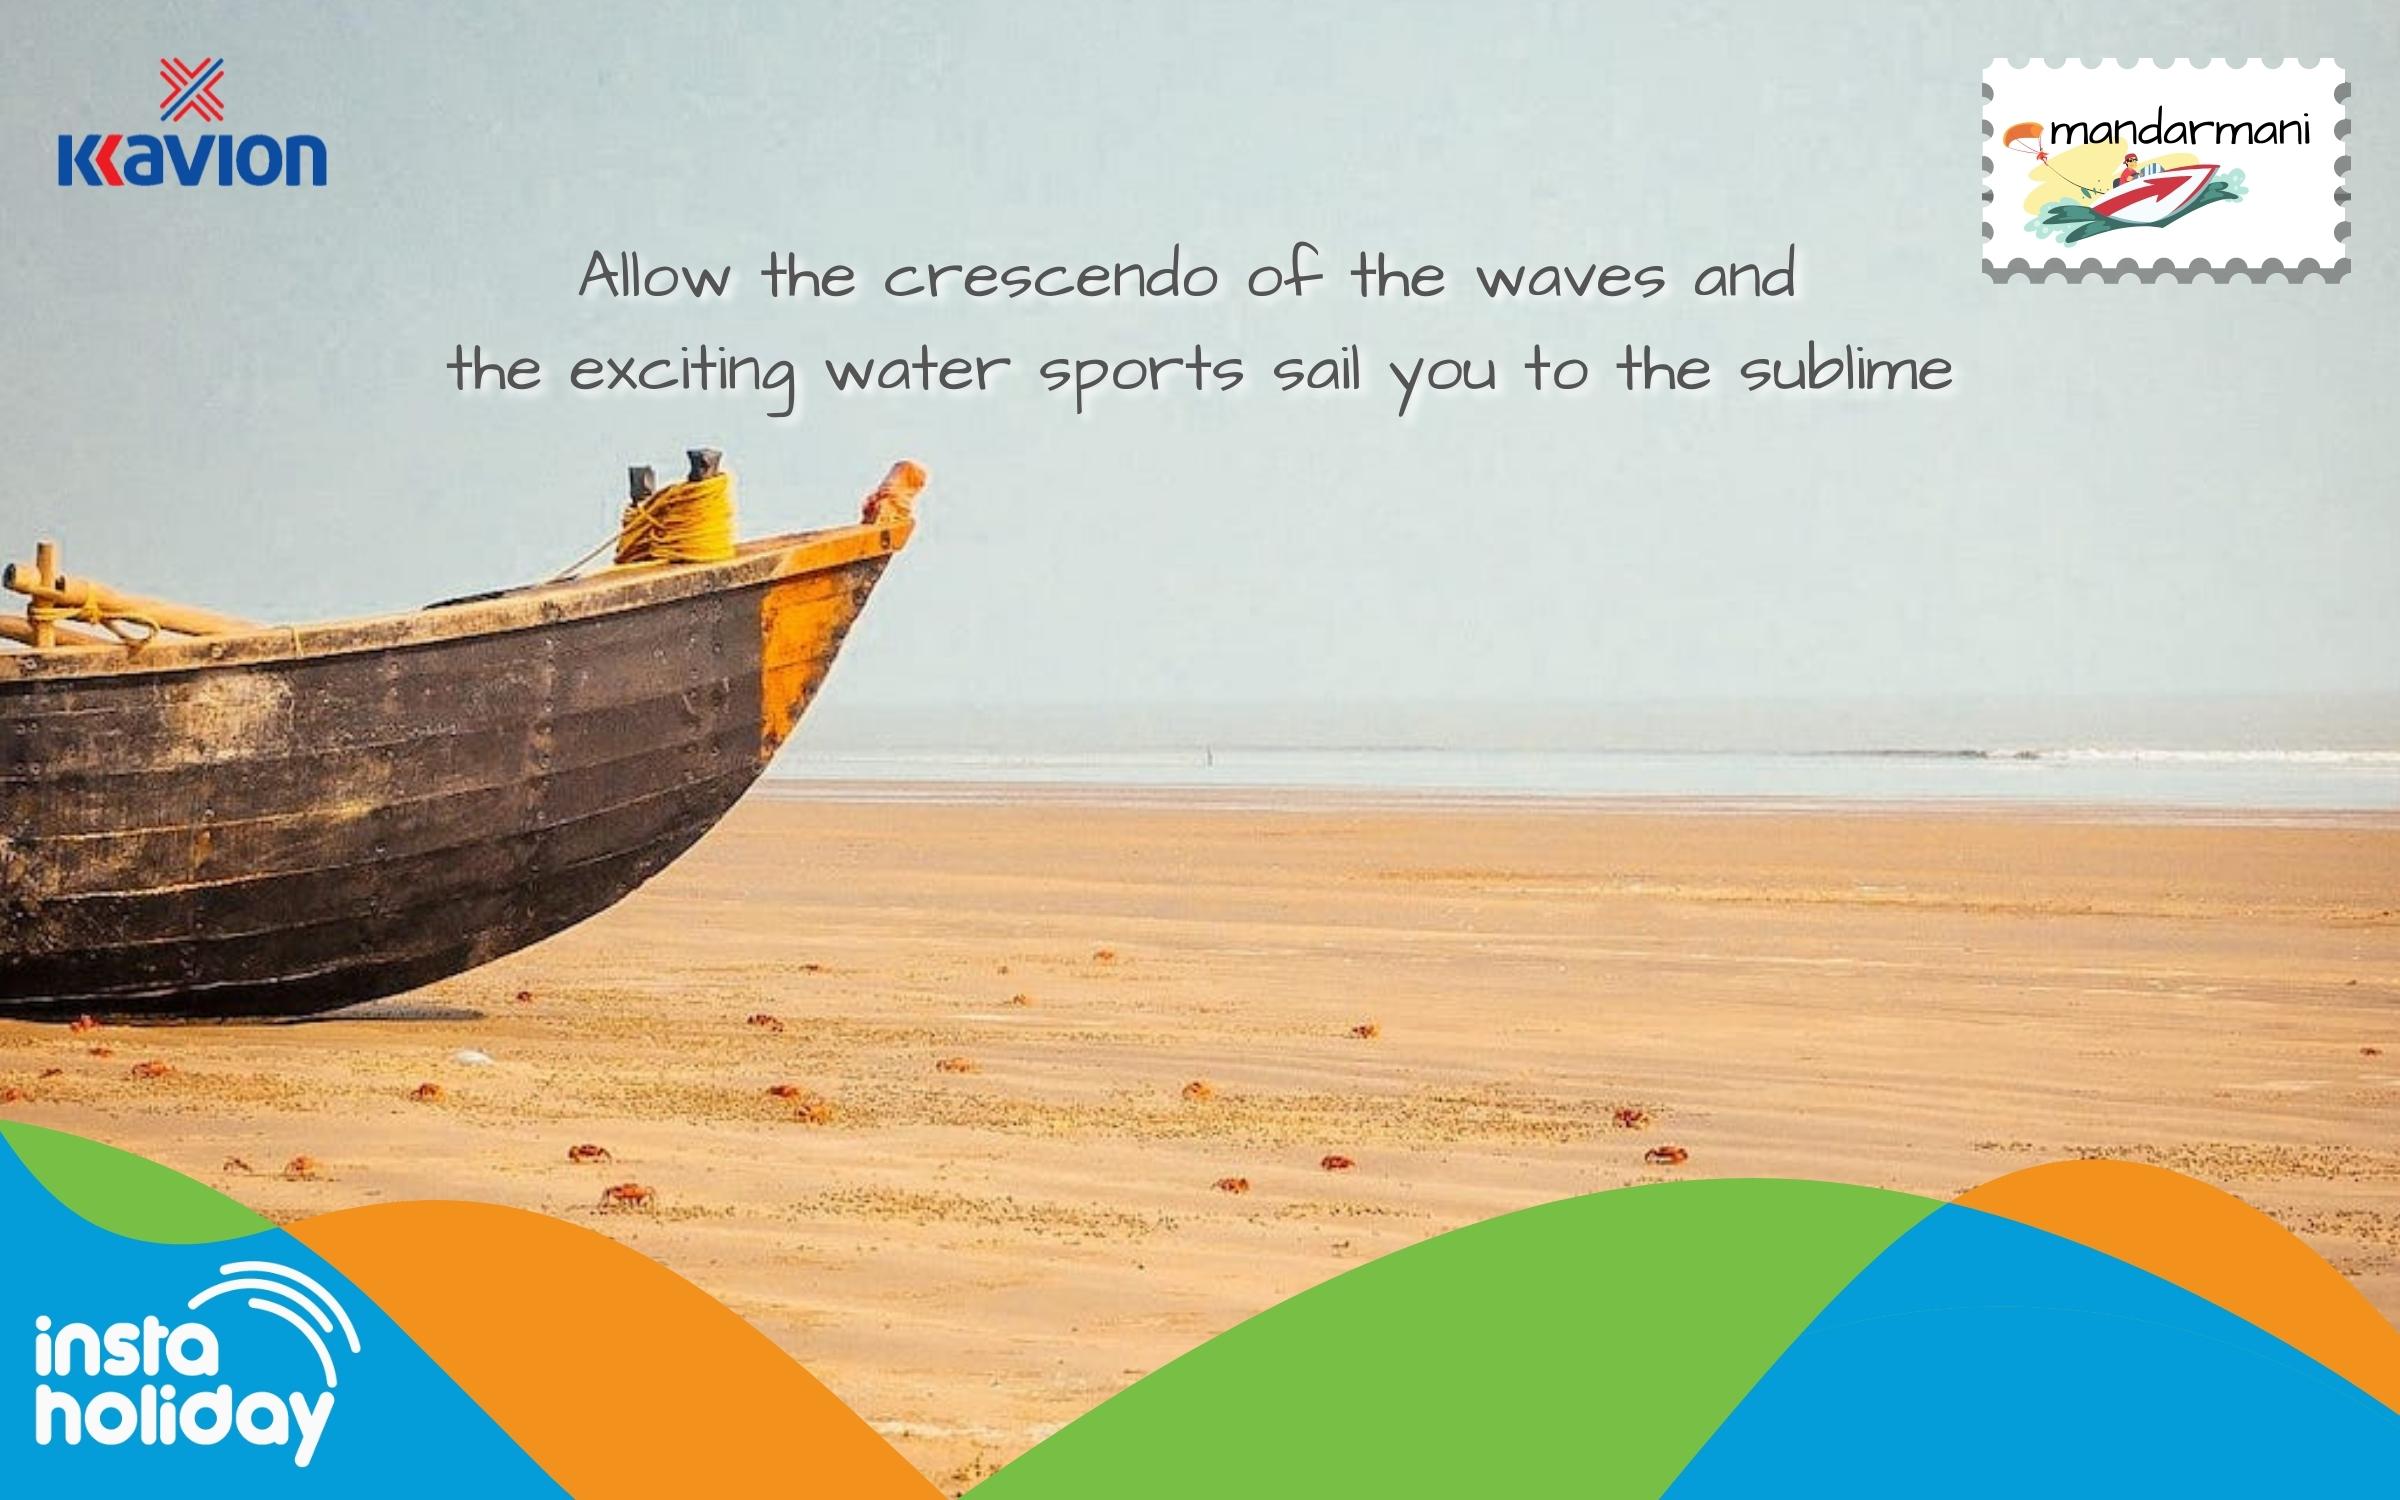 kkavion
mandarmani
Allow the crescendo of the waves and
the exciting water sports sail you to the sublime
insta
holiday